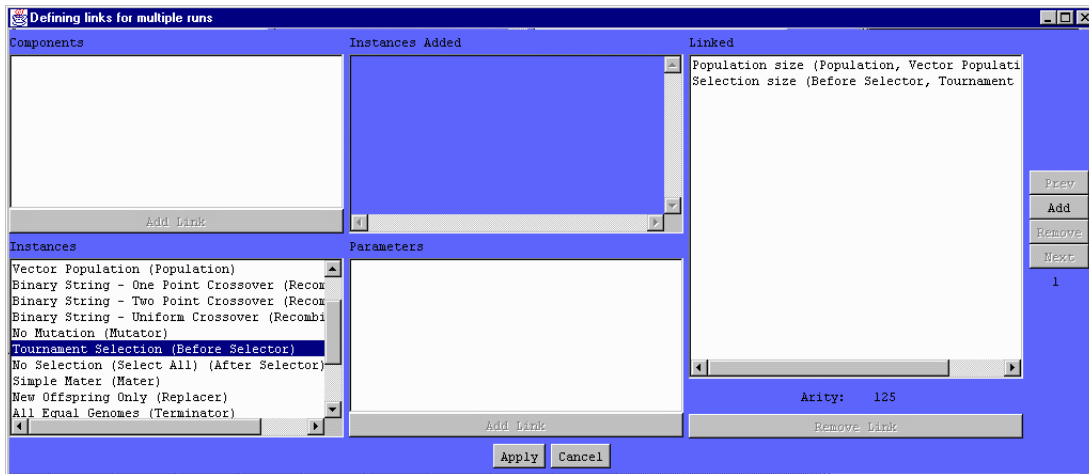 Defining links for multiple runs
Components
Instances Added
Linked
Population size (Population, Vector Populati
Selection size (Before Selector, Tournament
Add Link
Instances
Parameters
Vector Population (Population)
Binary String - One Point Crossover (Recom
Binary String - Two Point Crossover (Recom
Binary String - Uniform Crossover (Recombi
No Mutation (Mutator)
Tournament Selection (Before Selector)
No Selection (Select All) (After Selector)
Simple Mater (Mater)
New Offspring Only (Replacer)
All Equal Genomes (Terminator)
Add Link
Prev
Add
Remove
Next
1
Arity: 125
Remove Link
Apply Cancel